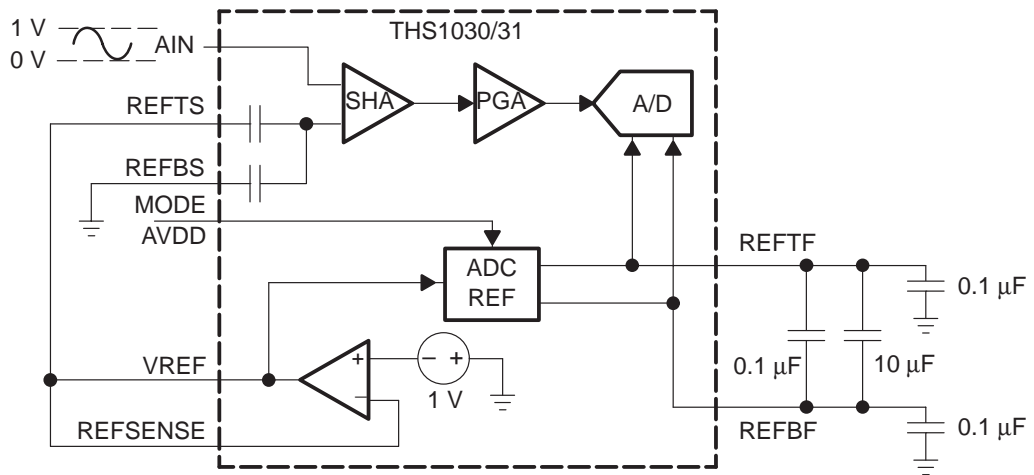 THS1030/31
1 V
0 V
AIN
REFTS
REFBS
MODE
AVDD
SHA
PGA
A/D
ADC
REF
REFTF
0.1 μF
0.1 μF
10 μF
VREF
REFSENSE
+
−
− +
1 V
REFBF
0.1 μF